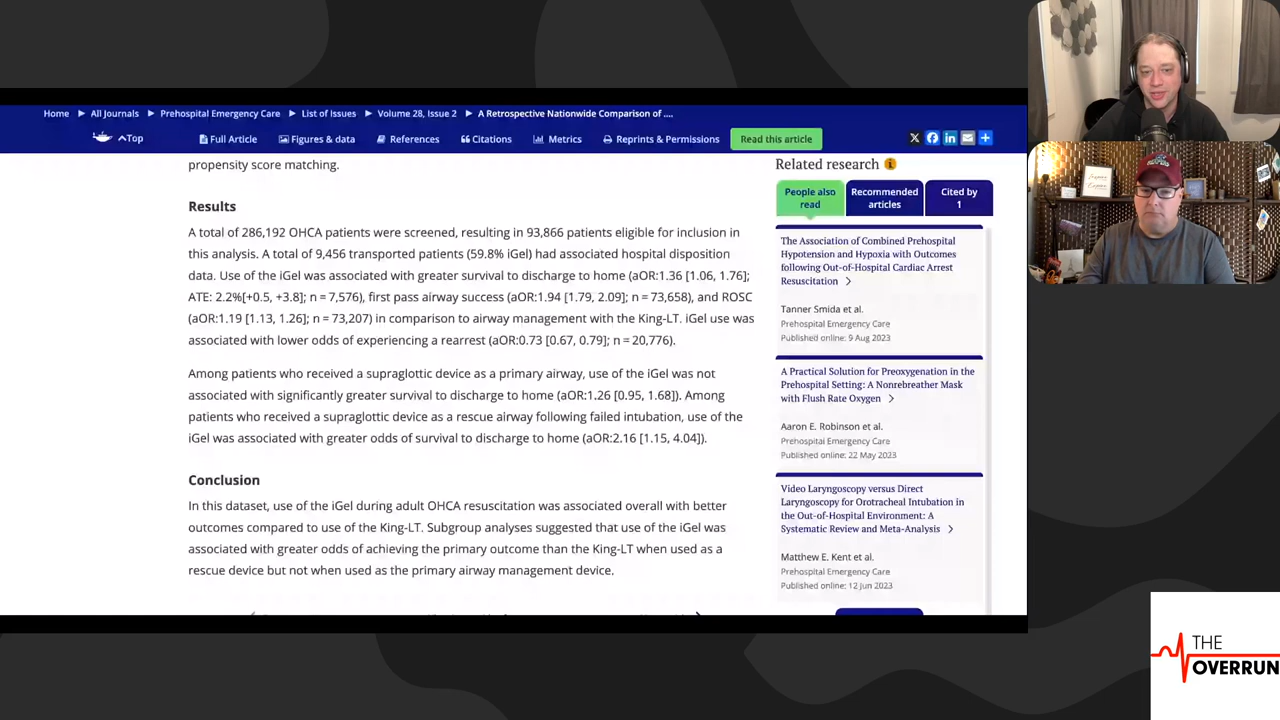 Home ▶ All Journals ▶ Prehospital Emergency Care ▶ List of Issues ▶ Volume 28, Issue 2 ▶ A Retrospective Nationwide Comparison of ....
Top
Full Article
Figures & data
References
Citations
Metrics
Reprints & Permissions
Read this article
propensity score matching.
Results
A total of 286,192 OHCA patients were screened, resulting in 93,866 patients eligible for inclusion in
this analysis. A total of 9,456 transported patients (59.8% iGel) had associated hospital disposition
data. Use of the iGel was associated with greater survival to discharge to home (aOR:1.36 [1.06, 1.76];
ATE: 2.2%[+0.5, +3.8]; n = 7,576), first pass airway success (aOR:1.94 [1.79, 2.09]; n = 73,658), and ROSC
(aOR:1.19 [1.13, 1.26]; n = 73,207) in comparison to airway management with the King-LT. iGel use was
associated with lower odds of experiencing a rearrest (aOR:0.73 [0.67, 0.79]; n = 20,776).
Among patients who received a supraglottic device as a primary airway, use of the iGel was not
associated with significantly greater survival to discharge to home (aOR:1.26 [0.95, 1.68]). Among
patients who received a supraglottic device as a rescue airway following failed intubation, use of the
iGel was associated with greater odds of survival to discharge to home (aOR:2.16 [1.15, 4.04]).
Conclusion
In this dataset, use of the iGel during adult OHCA resuscitation was associated overall with better
outcomes compared to use of the King-LT. Subgroup analyses suggested that use of the iGel was
associated with greater odds of achieving the primary outcome than the King-LT when used as a
rescue device but not when used as the primary airway management device.
Related research
People also
read
Recommended
articles
Cited by
1
The Association of Combined Prehospital
Hypotension and Hypoxia with Outcomes
following Out-of-Hospital Cardiac Arrest
Resuscitation
Tanner Smida et al.
Prehospital Emergency Care
Published online: 9 Aug 2023
A Practical Solution for Preoxygenation in the
Prehospital Setting: A Nonrebreather Mask
with Flush Rate Oxygen
Aaron E. Robinson et al.
Prehospital Emergency Care
Published online: 22 May 2023
Video Laryngoscopy versus Direct
Laryngoscopy for Orotracheal Intubation in
the Out-of-Hospital Environment: A
Systematic Review and Meta-Analysis
Matthew E. Kent et al.
Prehospital Emergency Care
Published online: 12 Jun 2023
THE
OVERRUN